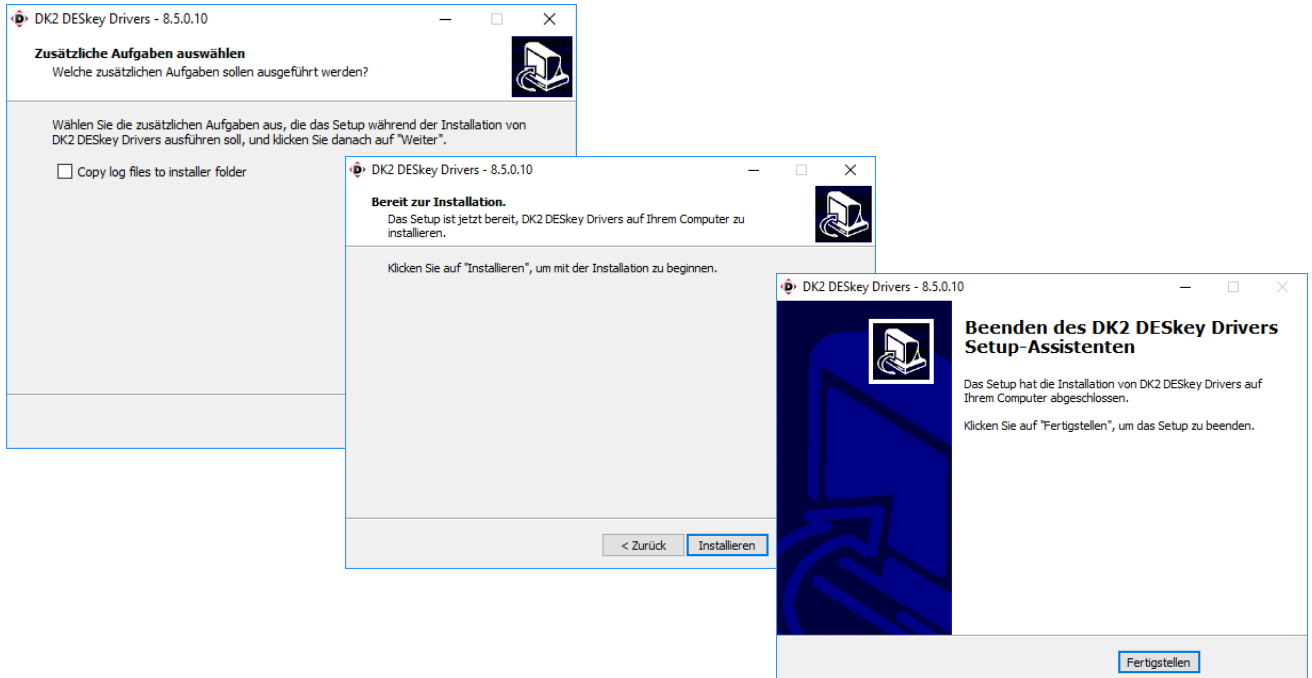 DK2 DESkey Drivers - 8.5.0.10
Zusätzliche Aufgaben auswählen
Welche zusätzlichen Aufgaben sollen ausgeführt werden?
Wählen Sie die zusätzlichen Aufgaben aus, die das Setup während der Installation von
DK2 DESkey Drivers ausführen soll, und klicken Sie danach auf "Weiter".
Copy log files to installer folder
DK2 DESkey Drivers - 8.5.0.10
Bereit zur Installation.
Das Setup ist jetzt bereit, DK2 DESkey Drivers auf Ihrem Computer zu
installieren.
Klicken Sie auf "Installieren", um mit der Installation zu beginnen.
< Zurück
Installieren
DK2 DESkey Drivers - 8.5.0.10
Beenden des DK2 DESkey Drivers
Setup-Assistenten
Das Setup hat die Installation von DK2 DESkey Drivers auf
Ihrem Computer abgeschlossen.
Klicken Sie auf "Fertigstellen", um das Setup zu beenden.
Fertigstellen